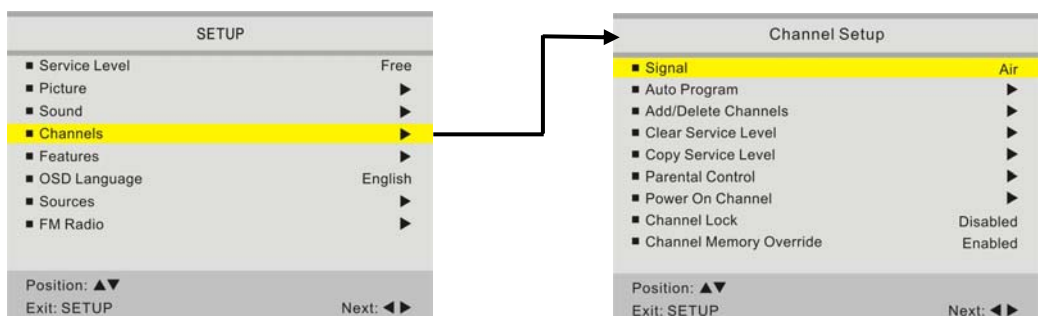 SETUP
■ Service Level Free
■ Picture ▶
■ Sound ▶
■ Channels ▶
■ Features ▶
■ OSD Language English
■ Sources ▶
■ FM Radio ▶
Position: ▲▼
Exit: SETUP Next: ◀ ▶
Channel Setup
■ Signal Air
■ Auto Program ▶
■ Add/Delete Channels ▶
■ Clear Service Level ▶
■ Copy Service Level ▶
■ Parental Control ▶
■ Power On Channel ▶
■ Channel Lock Disabled
■ Channel Memory Override Enabled
Position: ▲▼
Exit: SETUP Next: ◀ ▶